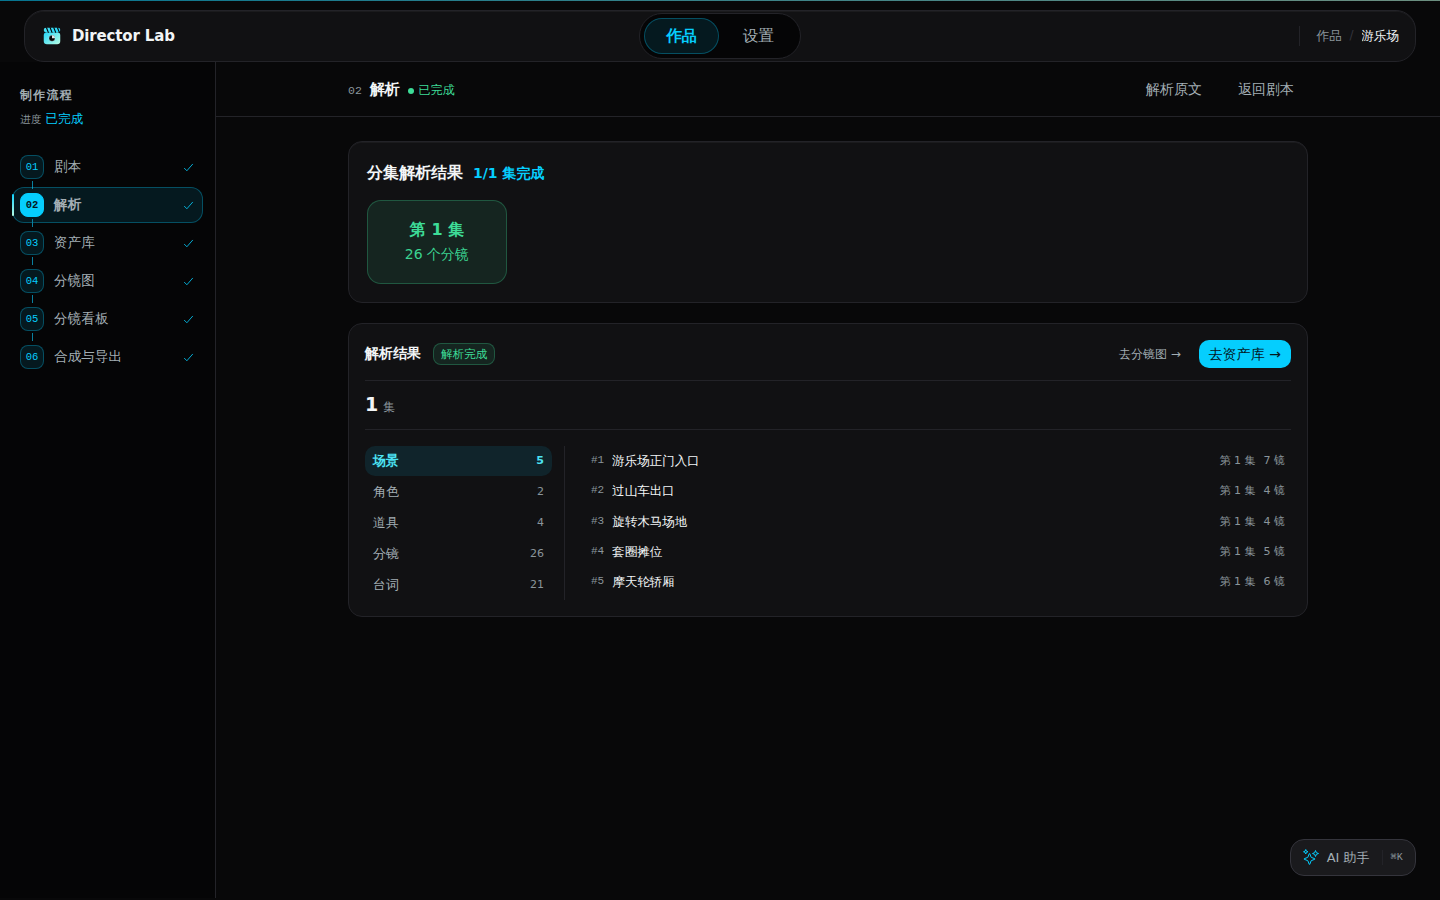 Director Lab
作品
设置
作品 / 游乐场
制作流程
进度 已完成
01 剧本
02 解析
03 资产库
04 分镜图
05 分镜看板
06 合成与导出
02 解析 已完成
解析原文
返回剧本
分集解析结果 1/1 集完成
第 1 集
26 个分镜
解析结果 解析完成
去分镜图 →
去资产库 →
1 集
场景 5
角色 2
道具 4
分镜 26
台词 21
#1 游乐场正门入口 第 1 集 7 镜
#2 过山车出口 第 1 集 4 镜
#3 旋转木马场地 第 1 集 4 镜
#4 套圈摊位 第 1 集 5 镜
#5 摩天轮轿厢 第 1 集 6 镜
AI 助手 ⌘K